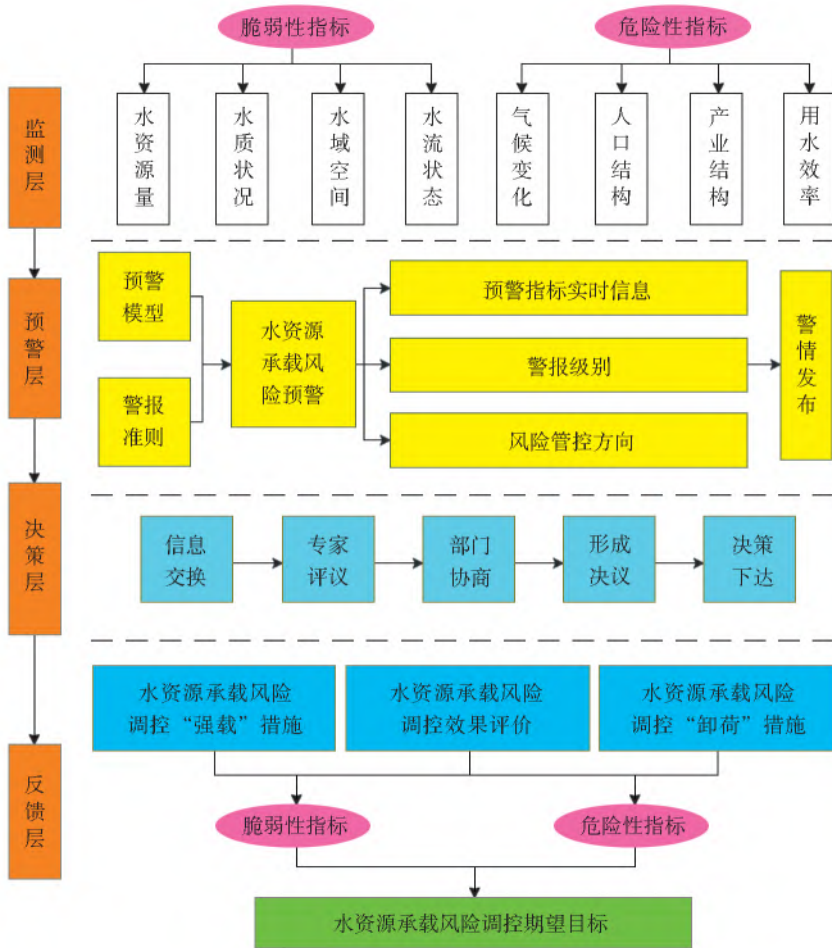 脆弱性指标
危险性指标
监测层
水资源量
水质状况
水域空间
水流状态
气候变化
人口结构
产业结构
用水效率
预警层
预警
模型
警报
准则
水资源
承载风
险预警
预警指标实时信息
警报级别
风险管控方向
警情发布
决策层
信息
交换
专家
评议
部门
协商
形成
决议
决策
下达
反馈层
水资源承载风险
调控“强载”措施
水资源承载风险
调控效果评价
水资源承载风险
调控“卸荷”措施
脆弱性指标
危险性指标
水资源承载风险调控期望目标